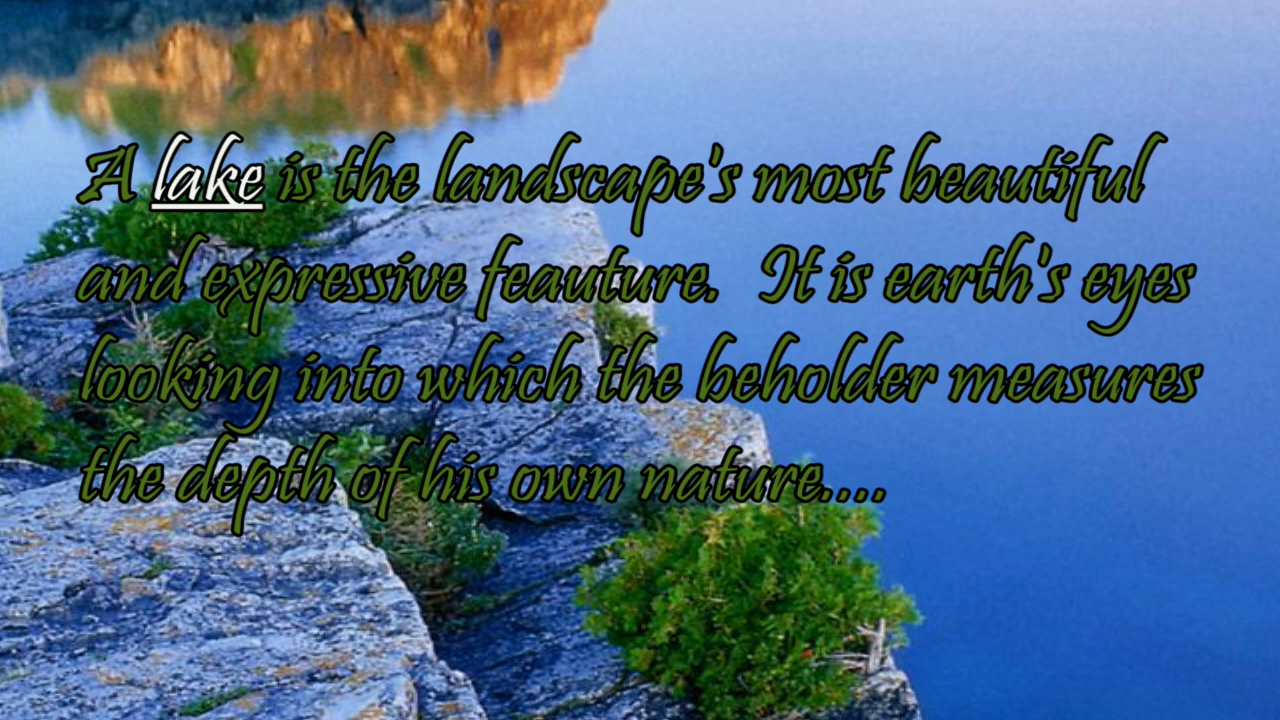 A lake is the landscape's most beautiful
and expressive feauture. It is earth's eyes
looking into which the beholder measures
the depth of his own nature....